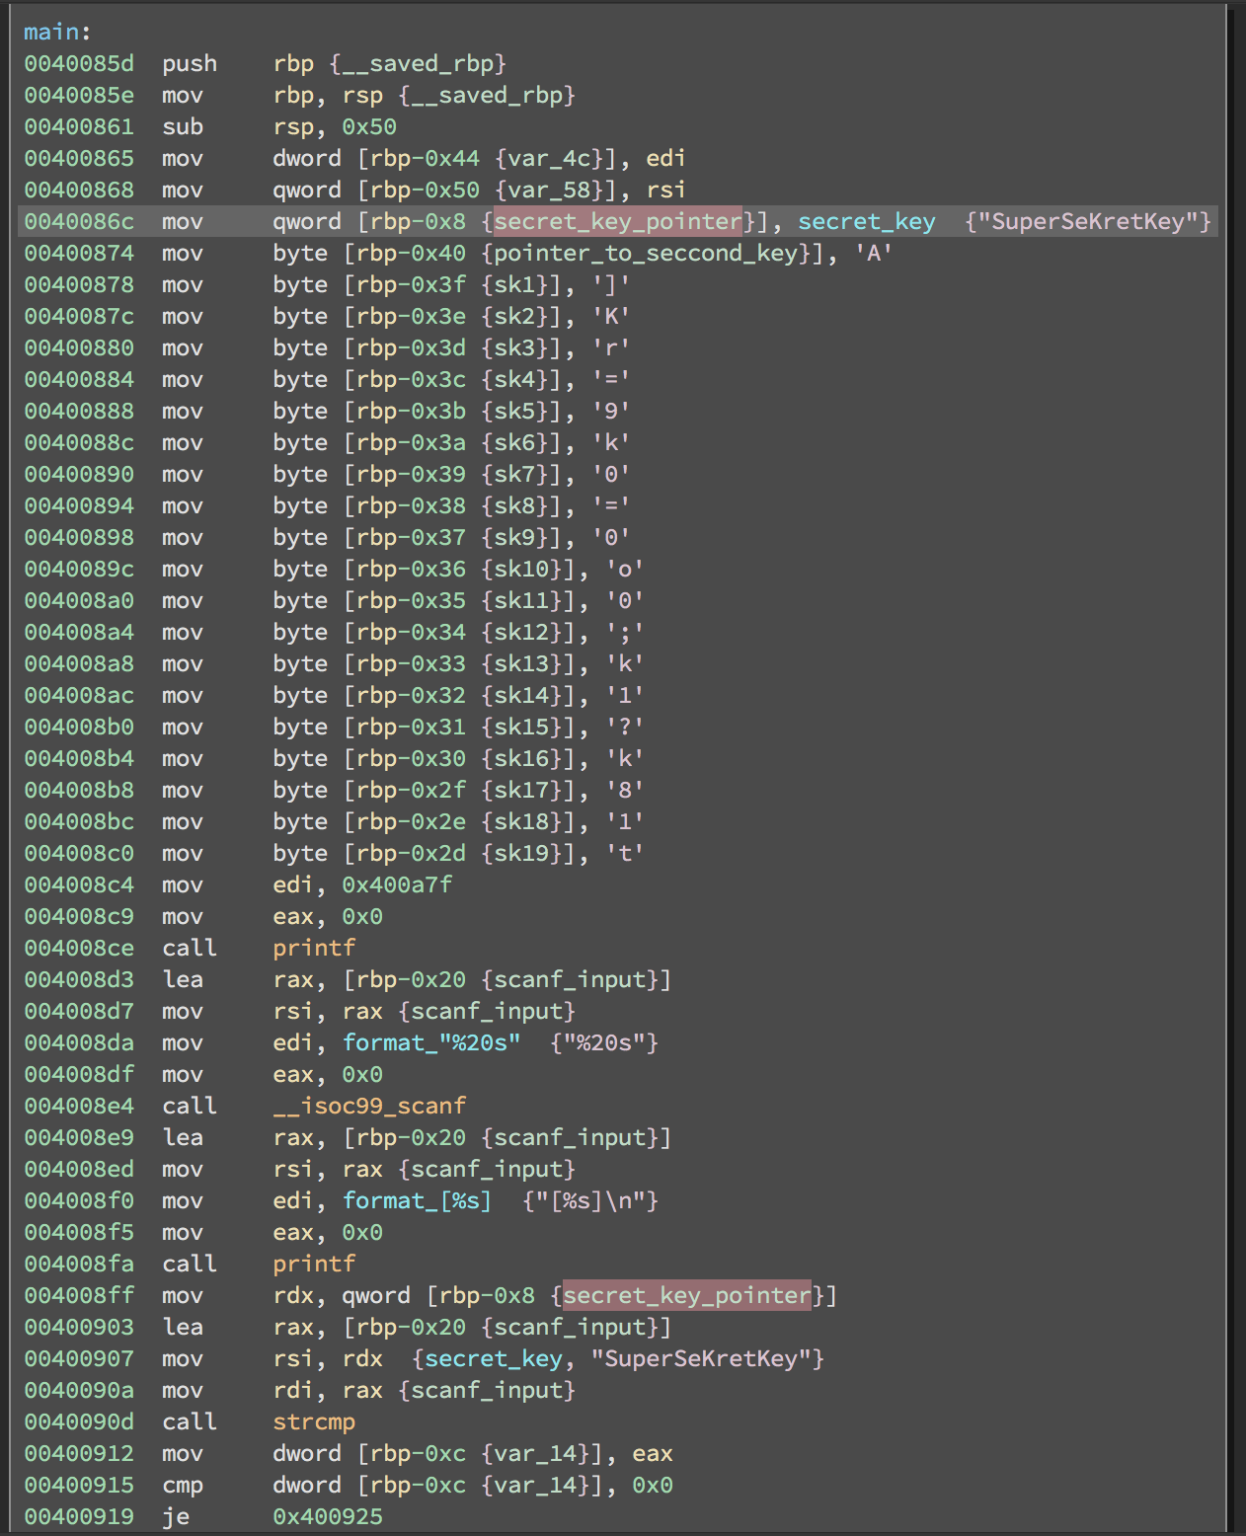 main:
0040085d push rbp {__saved_rbp}
0040085e mov rbp, rsp {__saved_rbp}
00400861 sub rsp, 0x50
00400865 mov dword [rbp-0x44 {var_4c}], edi
00400868 mov qword [rbp-0x50 {var_58}], rsi
0040086c mov qword [rbp-0x8 {secret_key_pointer}], secret_key {"SuperSeKretKey"}
00400874 mov byte [rbp-0x40 {pointer_to_seccond_key}], 'A'
00400878 mov byte [rbp-0x3f {sk1}], ']'
0040087c mov byte [rbp-0x3e {sk2}], 'K'
00400880 mov byte [rbp-0x3d {sk3}], 'r'
00400884 mov byte [rbp-0x3c {sk4}], '='
00400888 mov byte [rbp-0x3b {sk5}], '9'
0040088c mov byte [rbp-0x3a {sk6}], 'k'
00400890 mov byte [rbp-0x39 {sk7}], '0'
00400894 mov byte [rbp-0x38 {sk8}], '='
00400898 mov byte [rbp-0x37 {sk9}], '0'
0040089c mov byte [rbp-0x36 {sk10}], 'o'
004008a0 mov byte [rbp-0x35 {sk11}], '0'
004008a4 mov byte [rbp-0x34 {sk12}], ';'
004008a8 mov byte [rbp-0x33 {sk13}], 'k'
004008ac mov byte [rbp-0x32 {sk14}], '1'
004008b0 mov byte [rbp-0x31 {sk15}], '?'
004008b4 mov byte [rbp-0x30 {sk16}], 'k'
004008b8 mov byte [rbp-0x2f {sk17}], '8'
004008bc mov byte [rbp-0x2e {sk18}], '1'
004008c0 mov byte [rbp-0x2d {sk19}], 't'
004008c4 mov edi, 0x400a7f
004008c9 mov eax, 0x0
004008ce call printf
004008d3 lea rax, [rbp-0x20 {scanf_input}]
004008d7 mov rsi, rax {scanf_input}
004008da mov edi, format_"%20s" {"%20s"}
004008df mov eax, 0x0
004008e4 call __isoc99_scanf
004008e9 lea rax, [rbp-0x20 {scanf_input}]
004008ed mov rsi, rax {scanf_input}
004008f0 mov edi, format_[%s] {"[%s]\n"}
004008f5 mov eax, 0x0
004008fa call printf
004008ff mov rdx, qword [rbp-0x8 {secret_key_pointer}]
00400903 lea rax, [rbp-0x20 {scanf_input}]
00400907 mov rsi, rdx {secret_key, "SuperSeKretKey"}
0040090a mov rdi, rax {scanf_input}
0040090d call strcmp
00400912 mov dword [rbp-0xc {var_14}], eax
00400915 cmp dword [rbp-0xc {var_14}], 0x0
00400919 je 0x400925